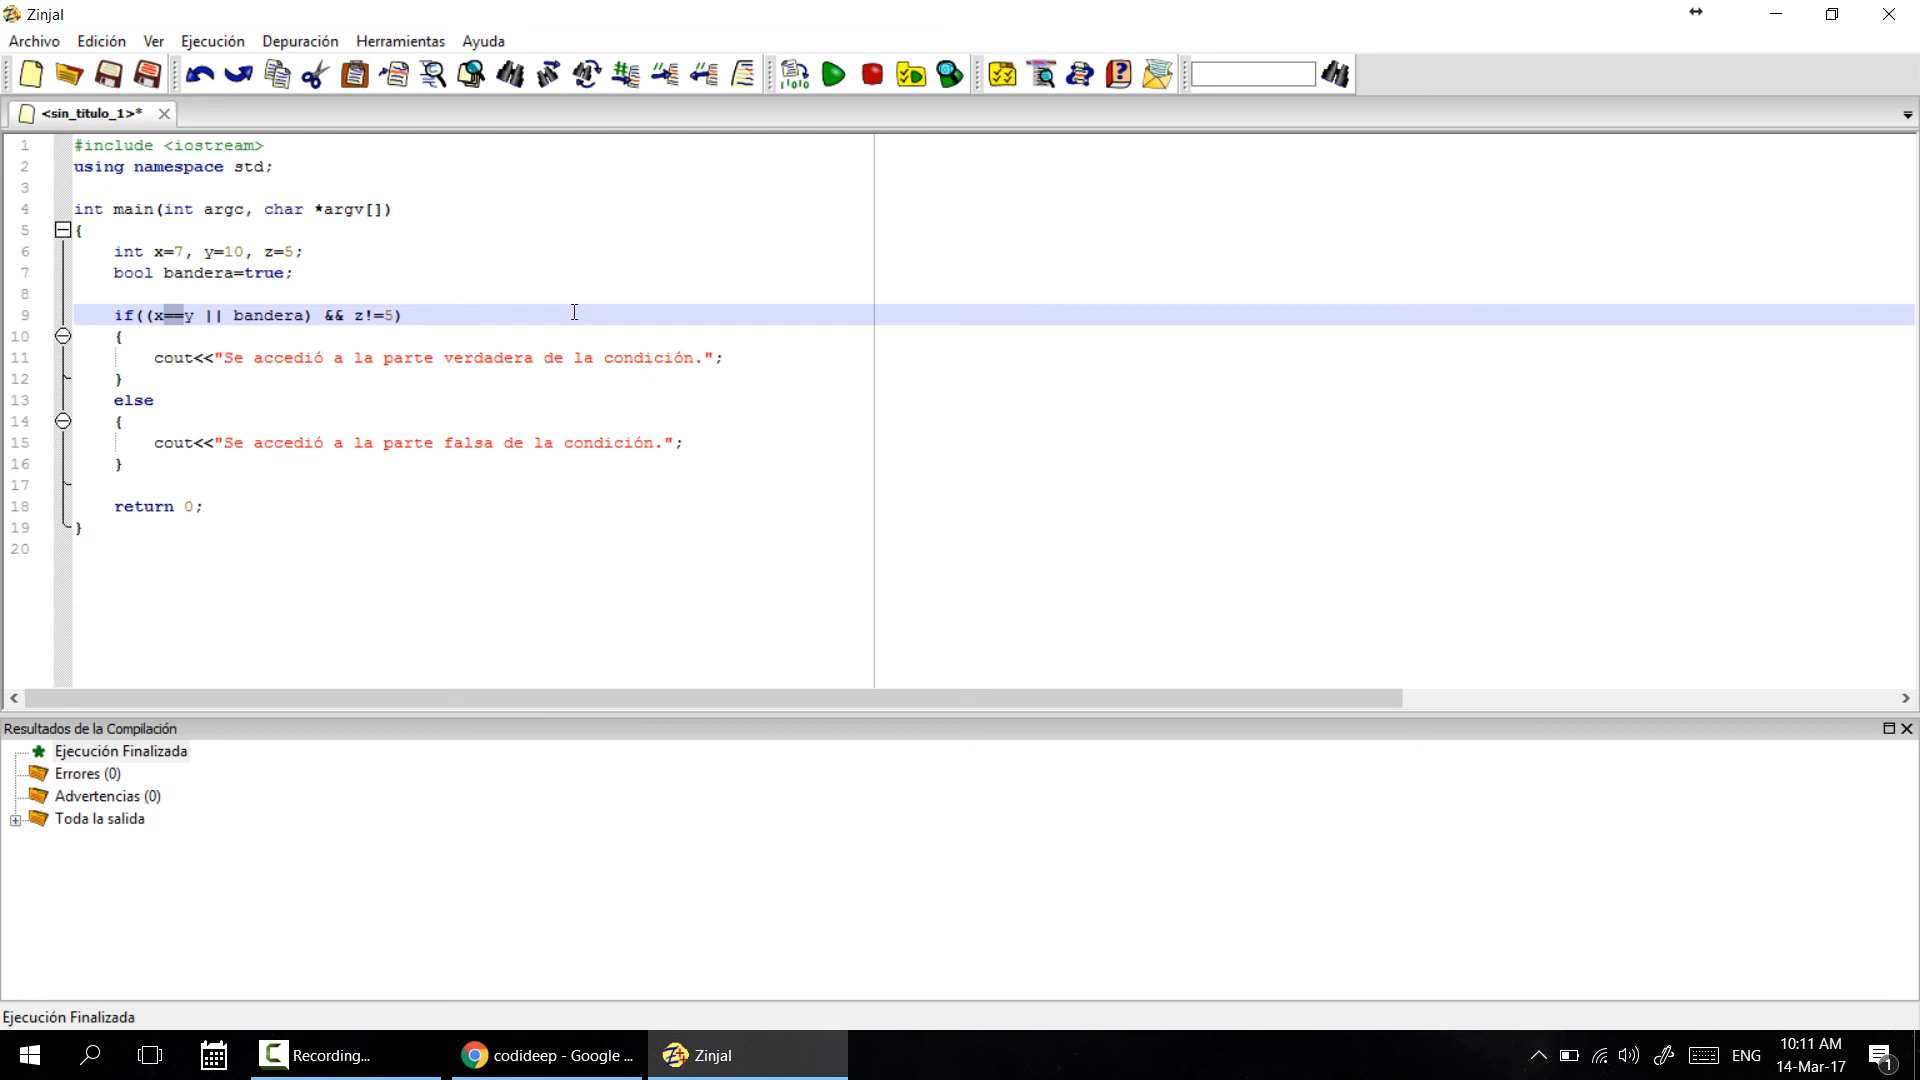 Zinjal
Archivo Edición Ver Ejecución Depuración Herramientas Ayuda
<sin_titulo_1>*
1 #include <iostream>
2 using namespace std;
3
4 int main(int argc, char *argv[])
5 {
6 int x=7, y=10, z=5;
7 bool bandera=true;
8
9 if((x==y || bandera) && z!=5)
10 {
11 cout<<"Se accedió a la parte verdadera de la condición.";
12 }
13 else
14 {
15 cout<<"Se accedió a la parte falsa de la condición.";
16 }
17
18 return 0;
19 }
20
Resultados de la Compilación
Ejecución Finalizada
Errores (0)
Advertencias (0)
Toda la salida
Ejecución Finalizada
Recording...
codideep - Google ...
Zinjal
ENG
10:11 AM
14-Mar-17
1